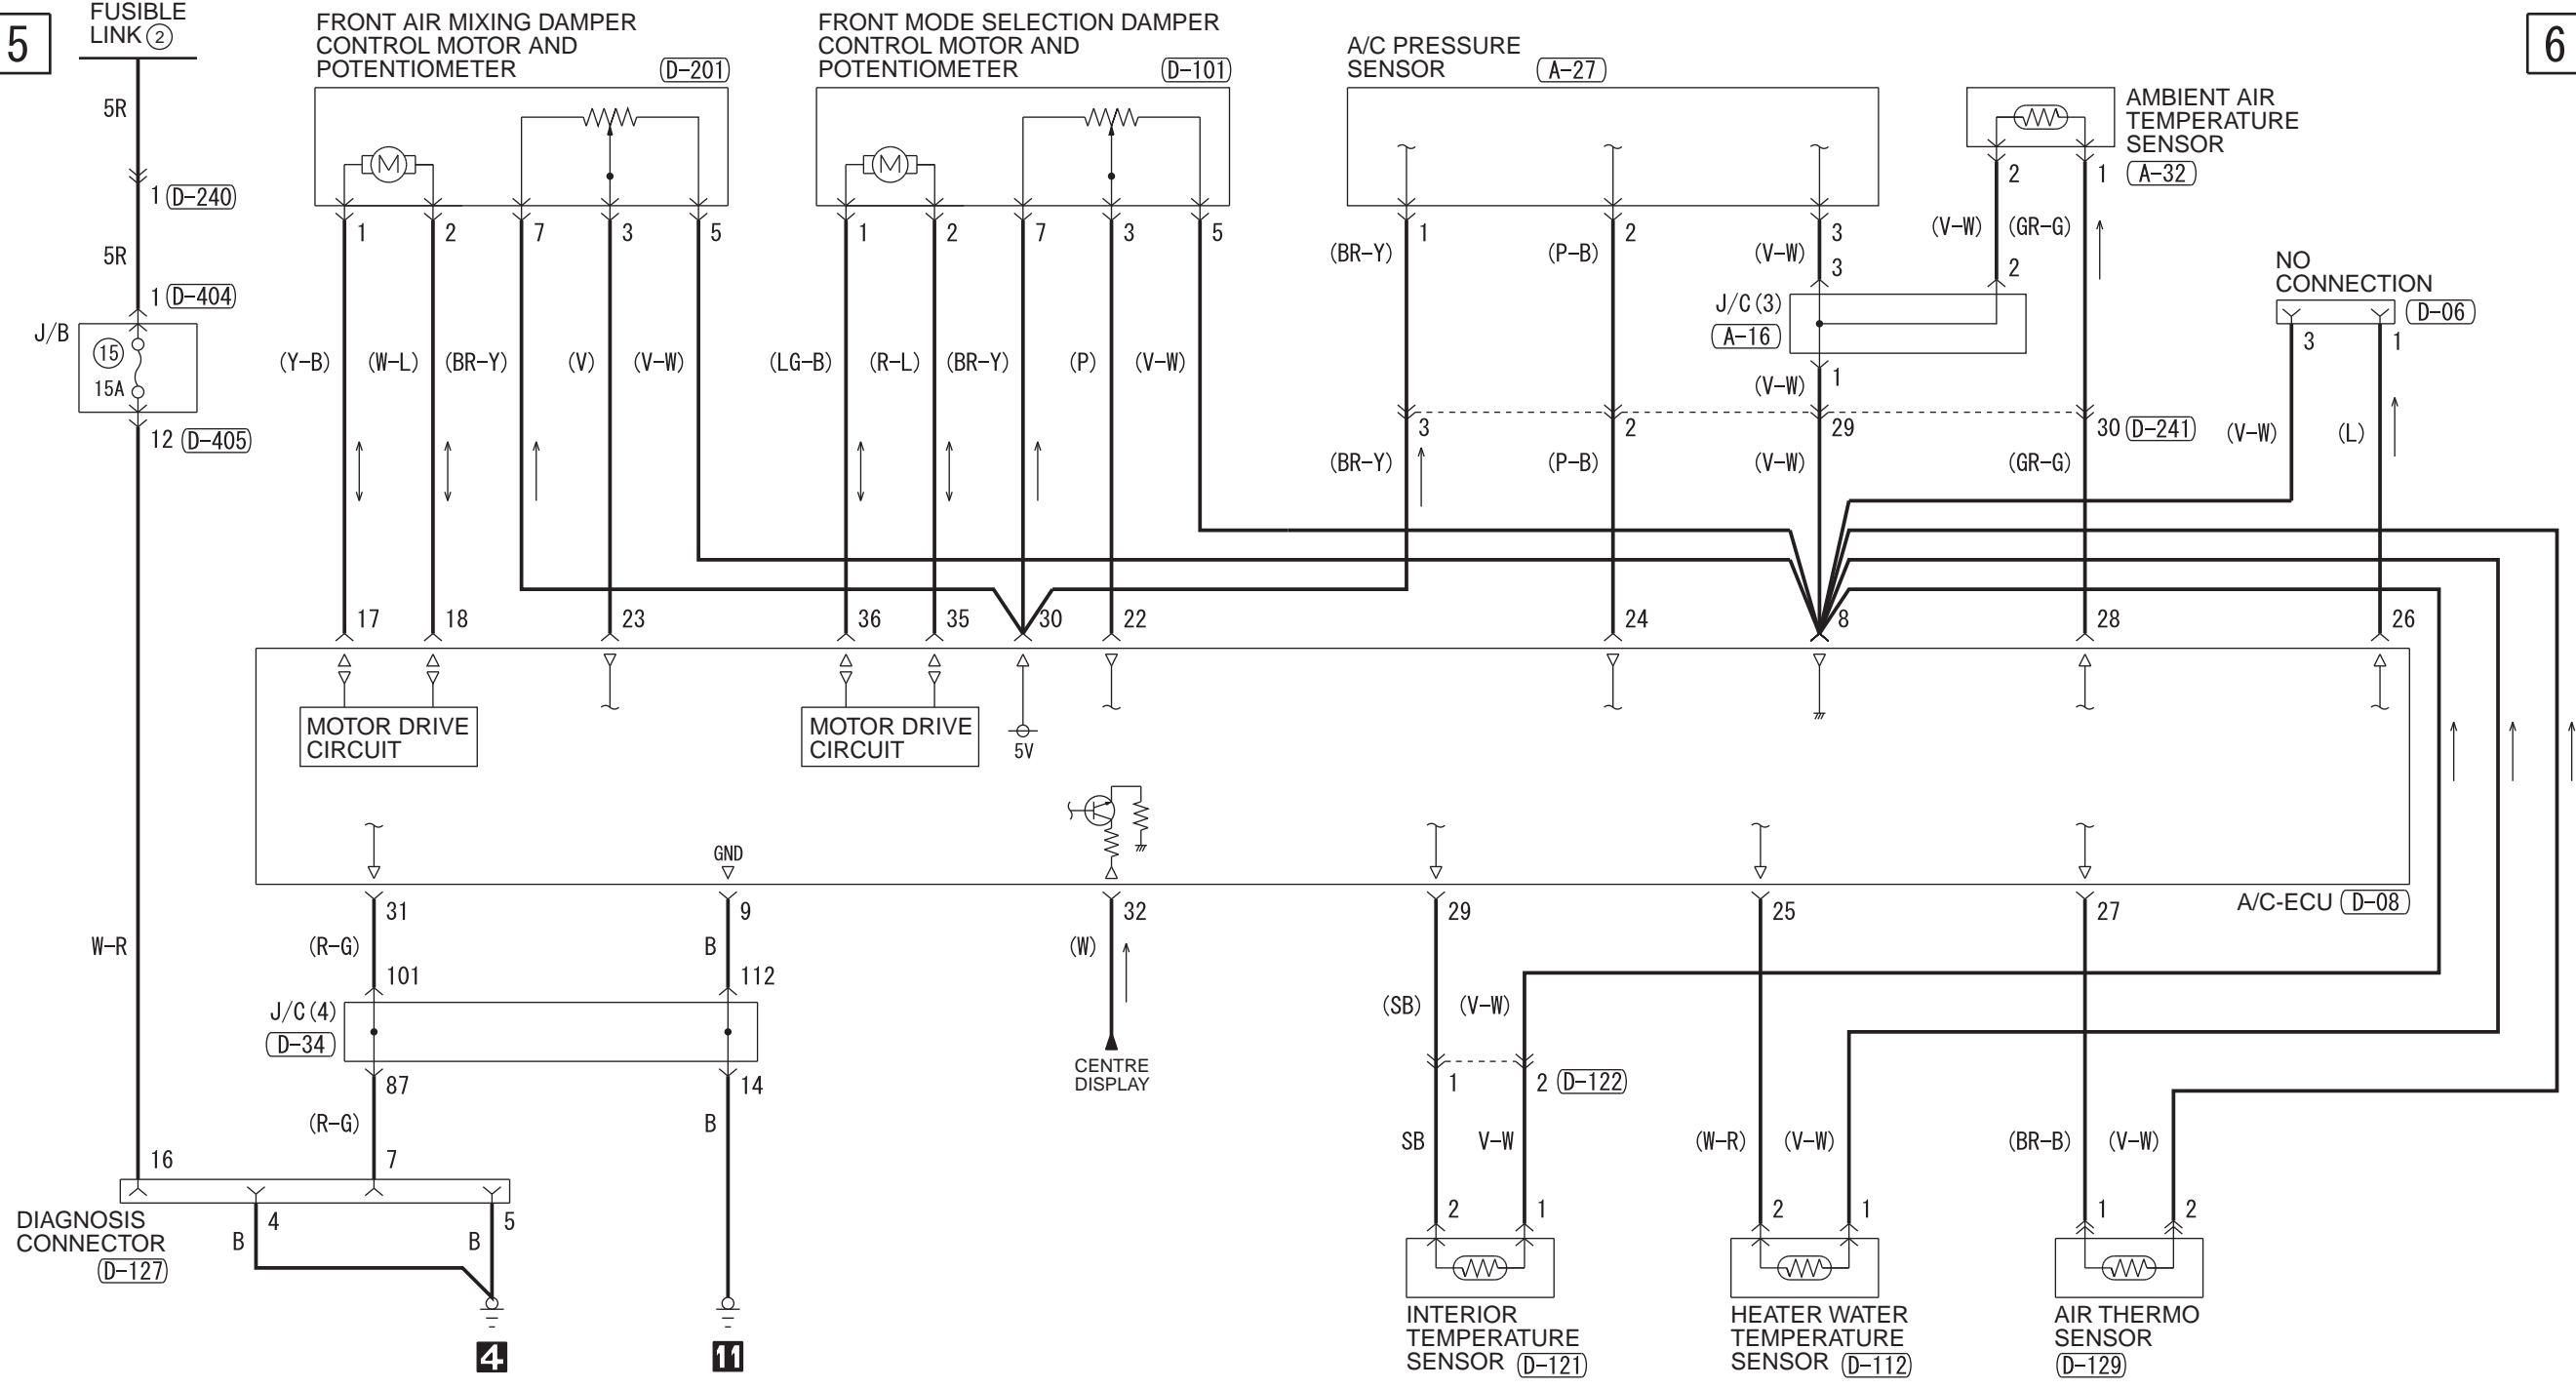 5
FUSIBLE
LINK 2
5R
1 D-240
5R
1 D-404
J/B
15
15A
12 D-405
W-R
16
FRONT AIR MIXING DAMPER
CONTROL MOTOR AND
POTENTIOMETER D-201
M
1 2 7 3 5
(Y-B) (W-L) (BR-Y) (V) (V-W)
FRONT MODE SELECTION DAMPER
CONTROL MOTOR AND
POTENTIOMETER D-101
M
1 2 7 3 5
(LG-B) (R-L) (BR-Y) (P) (V-W)
A/C PRESSURE
SENSOR A-27
1 2 3
(BR-Y) (P-B) (V-W)
3
J/C(3)
A-16
2
1
(V-W)
AMBIENT AIR
TEMPERATURE
SENSOR
A-32
2 1
(V-W) (GR-G)
6
NO
CONNECTION
D-06
3 1
(V-W) (L)
3 2 29 30 D-241
(BR-Y) (P-B) (V-W) (GR-G)
17 18 23 36 35 30 22 24 8 28 26
MOTOR DRIVE
CIRCUIT
MOTOR DRIVE
CIRCUIT
5V
GND
A/C-ECU D-08
31 9 32 29 25 27
(R-G) B (W)
101 112
J/C(4)
D-34
87 14
(R-G) B
7
CENTRE
DISPLAY
(SB) (V-W)
1 2 D-122
SB V-W (W-R) (V-W) (BR-B) (V-W)
2 1 2 1 1 2
DIAGNOSIS
CONNECTOR
D-127
4 5
B B
4
11
INTERIOR
TEMPERATURE
SENSOR D-121
HEATER WATER
TEMPERATURE
SENSOR D-112
AIR THERMO
SENSOR
D-129